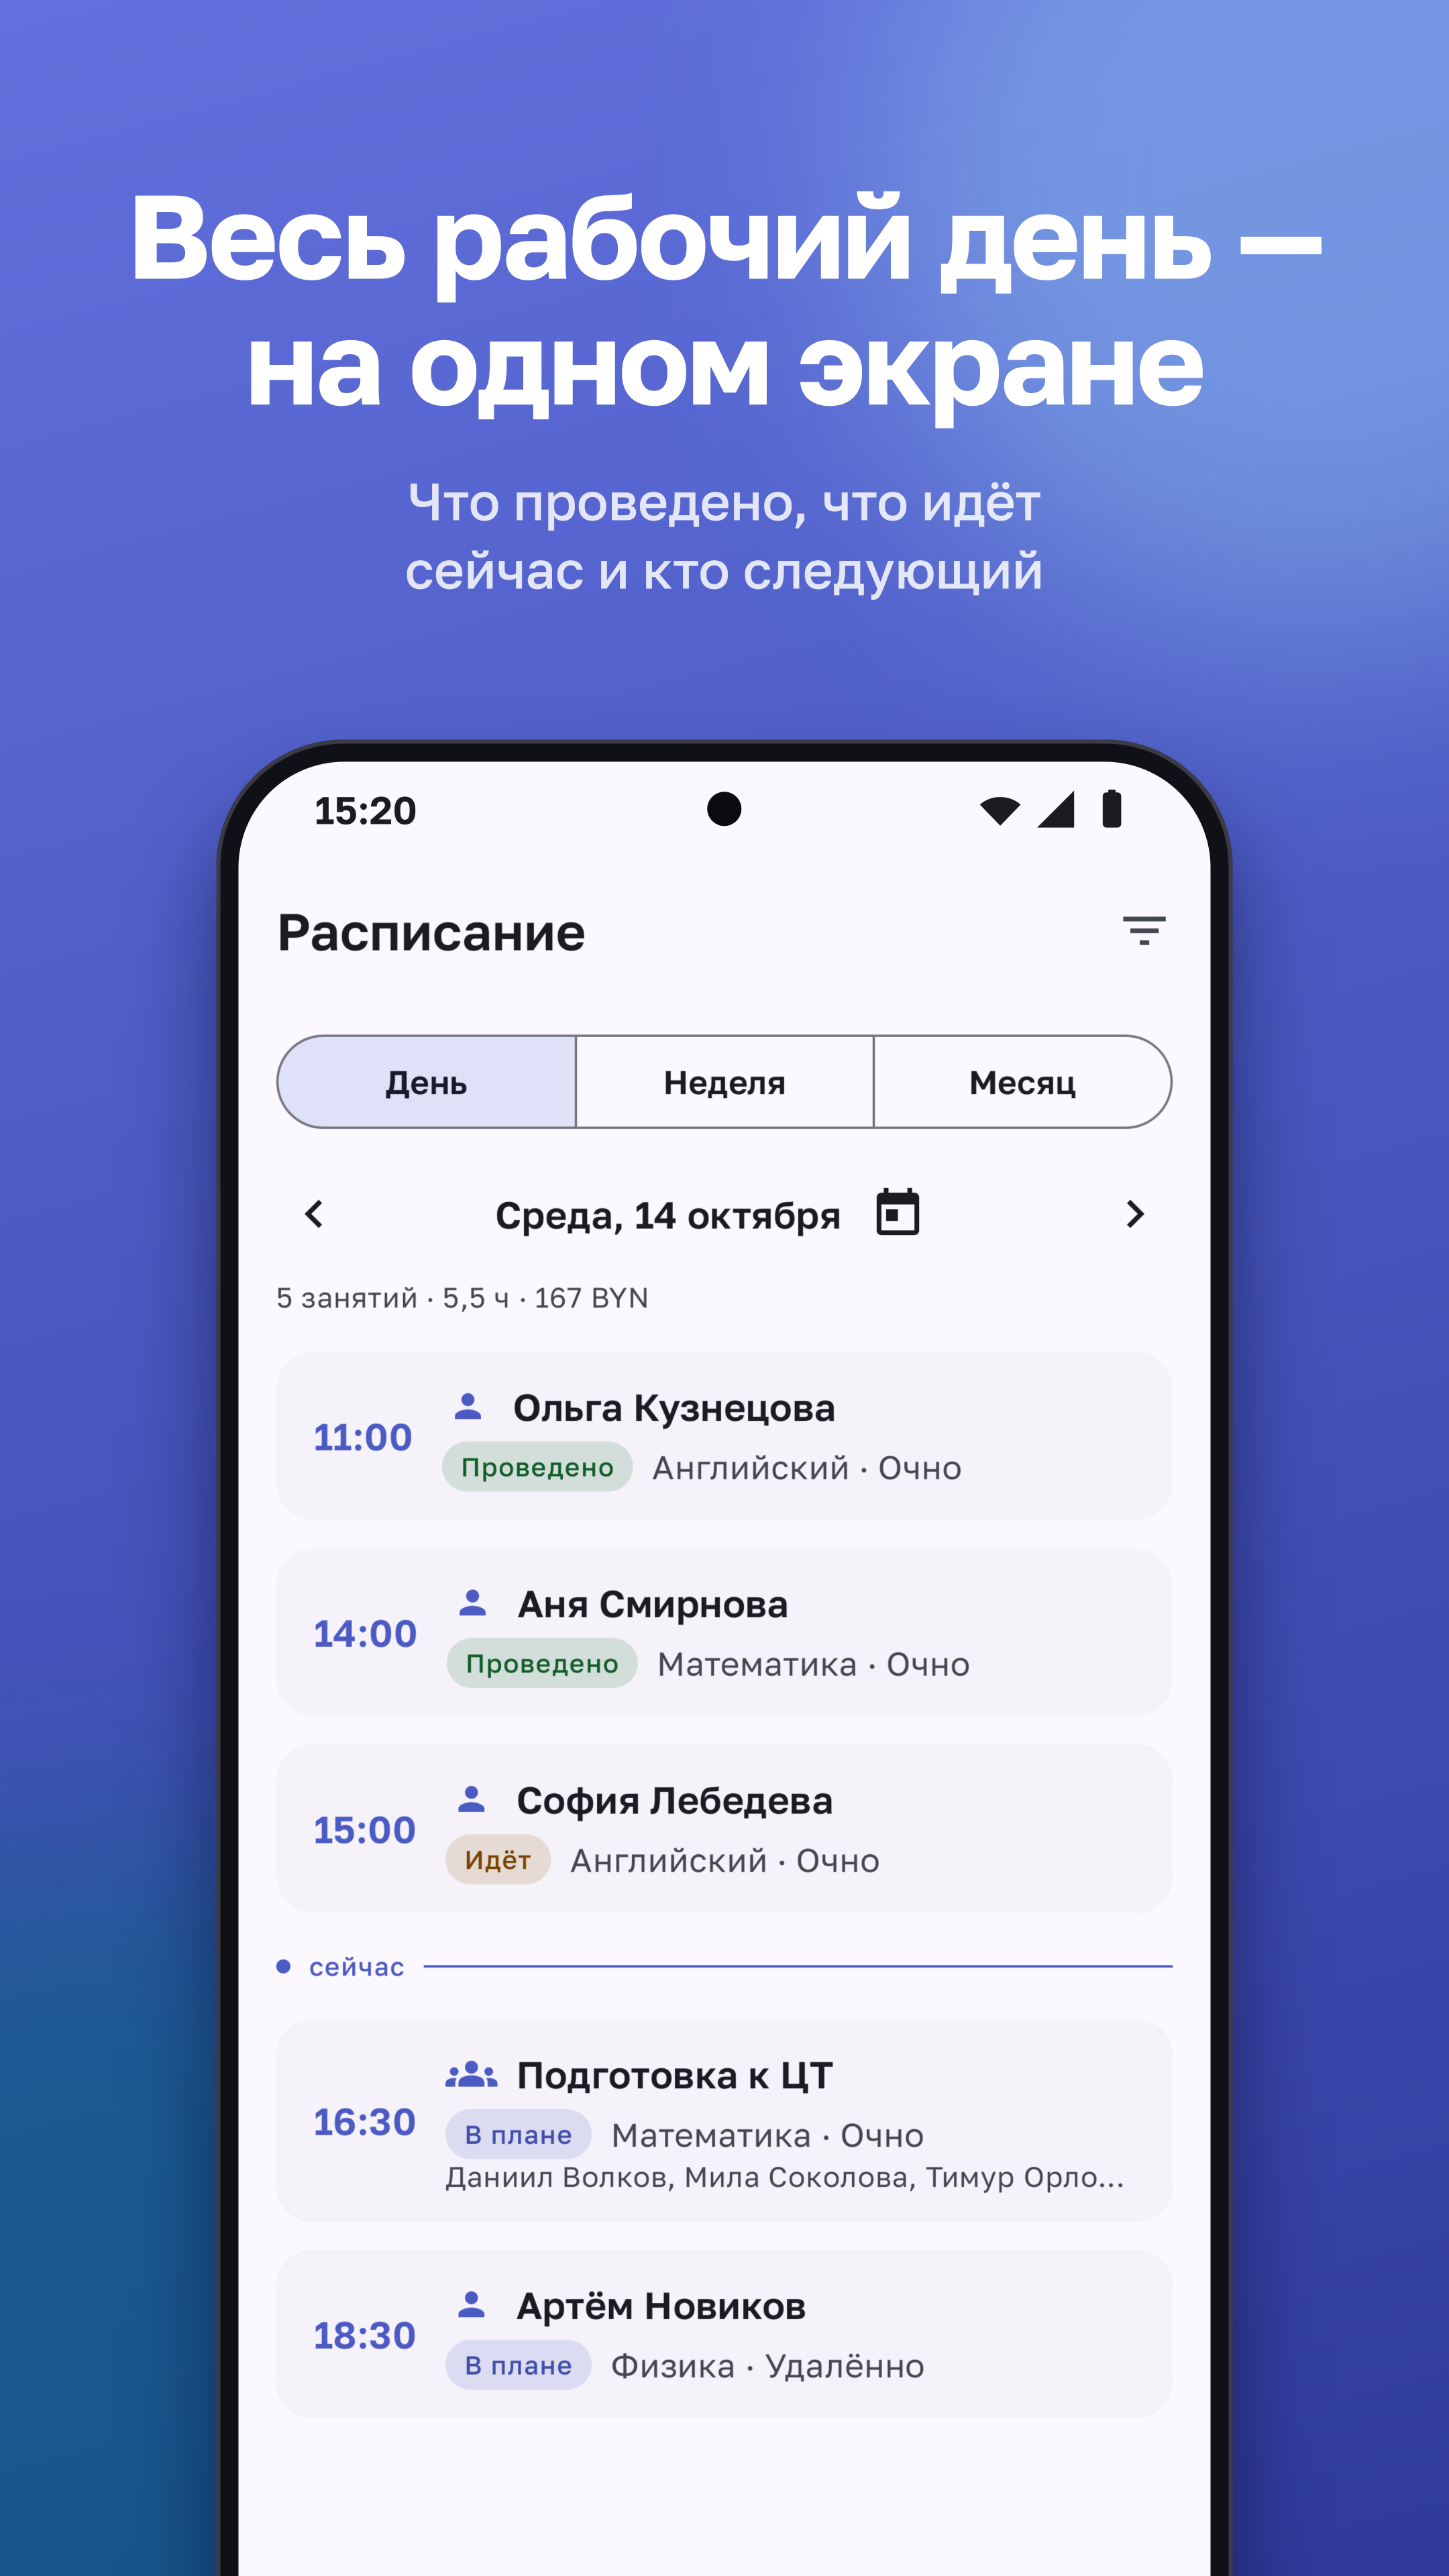 Весь рабочий день —
на одном экране
Что проведено, что идёт
сейчас и кто следующий
15:20
Расписание
День Неделя Месяц
Среда, 14 октября
5 занятий · 5,5 ч · 167 BYN
11:00
Ольга Кузнецова
Проведено Английский · Очно
14:00
Аня Смирнова
Проведено Математика · Очно
15:00
София Лебедева
Идёт Английский · Очно
сейчас
16:30
Подготовка к ЦТ
В плане Математика · Очно
Даниил Волков, Мила Соколова, Тимур Орло...
18:30
Артём Новиков
В плане Физика · Удалённо